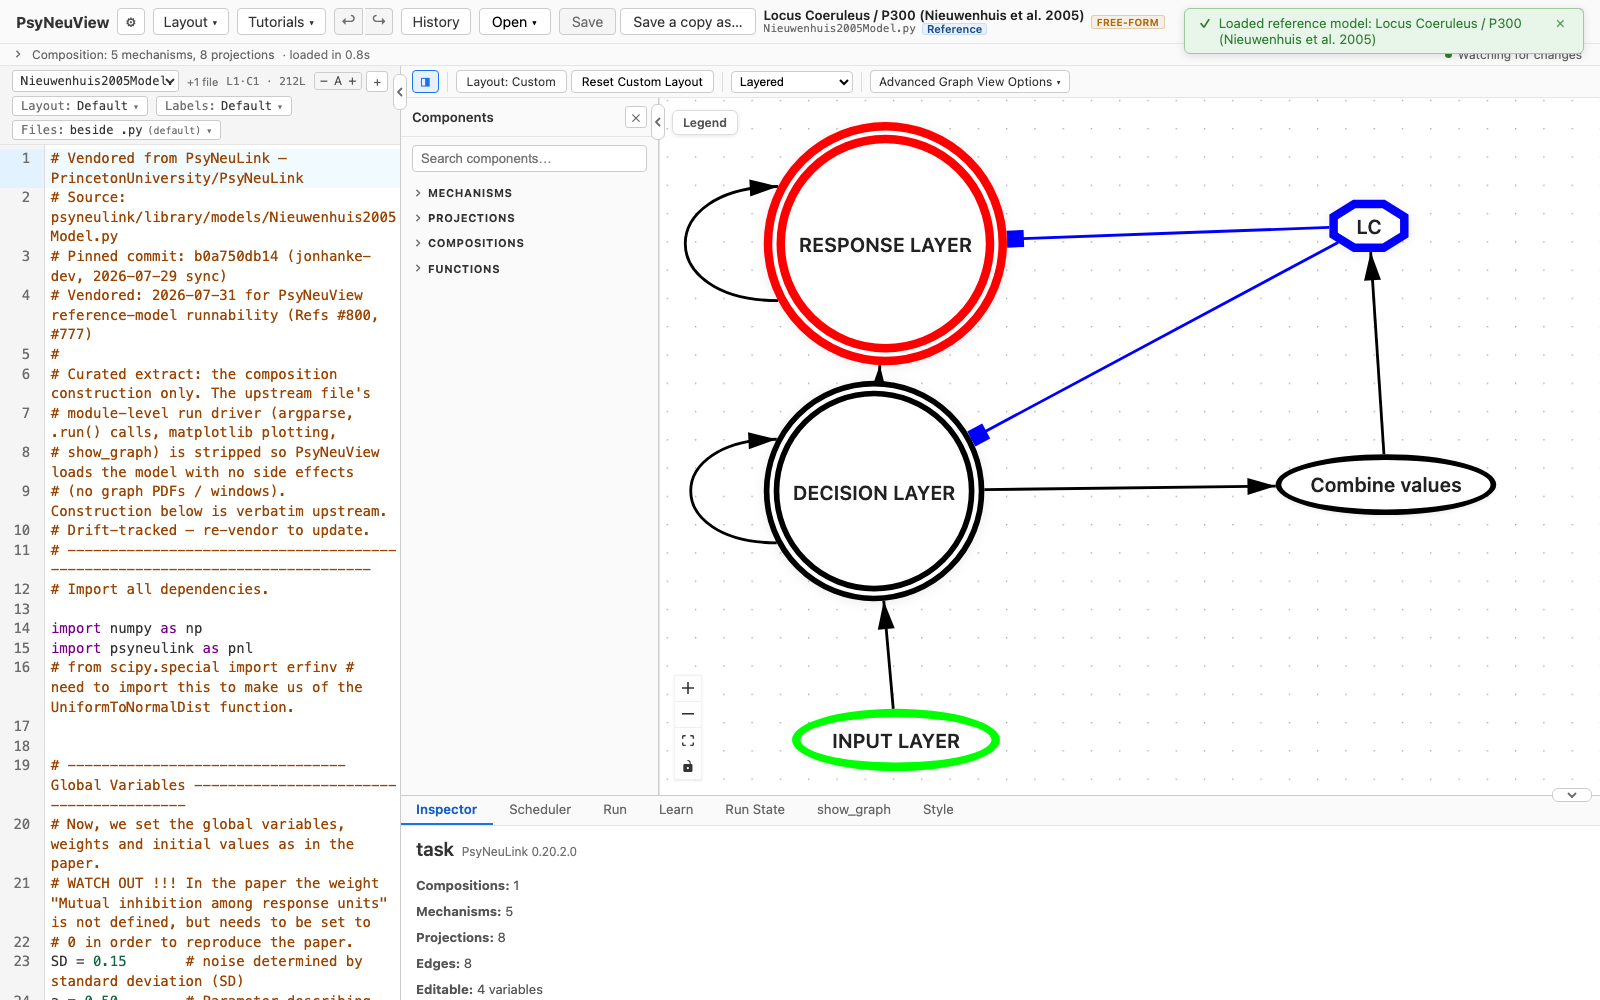 PsyNeuView
Layout ▾
Tutorials ▾
History
Open ▾
Save
Save a copy as...
Locus Coeruleus / P300 (Nieuwenhuis et al. 2005)
Nieuwenhuis2005Model.py Reference
FREE-FORM
✓ Loaded reference model: Locus Coeruleus / P300 (Nieuwenhuis et al. 2005) ×
Composition: 5 mechanisms, 8 projections · loaded in 0.8s
Watching for changes
Nieuwenhuis2005Model
+1 file L1·C1 · 212L
− A +
+
Layout: Default ▾
Labels: Default ▾
Files: beside .py (default) ▾
Layout: Custom
Reset Custom Layout
Layered
Advanced Graph View Options ▾
1 # Vendored from PsyNeuLink —
PrincetonUniversity/PsyNeuLink
2 # Source:
psyneulink/library/models/Nieuwenhuis2005
Model.py
3 # Pinned commit: b0a750db14 (jonhanke-
dev, 2026-07-29 sync)
4 # Vendored: 2026-07-31 for PsyNeuView
reference-model runnability (Refs #800,
#777)
5 #
6 # Curated extract: the composition
construction only. The upstream file's
7 # module-level run driver (argparse,
.run() calls, matplotlib plotting,
8 # show_graph) is stripped so PsyNeuView
loads the model with no side effects
9 # (no graph PDFs / windows).
Construction below is verbatim upstream.
10 # Drift-tracked — re-vendor to update.
11 # ---------------------------------------
--------------------------------------
12 # Import all dependencies.
13
14 import numpy as np
15 import psyneulink as pnl
16 # from scipy.special import erfinv #
need to import this to make us of the
UniformToNormalDist function.
17
18
19 # ---------------------------------
Global Variables ------------------------
----------------
20 # Now, we set the global variables,
weights and initial values as in the
paper.
21 # WATCH OUT !!! In the paper the weight
"Mutual inhibition among response units"
is not defined, but needs to be set to
22 # 0 in order to reproduce the paper.
23 SD = 0.15 # noise determined by
standard deviation (SD)
24 a = 0.50 # Parameter describing
Components
×
Search components...
MECHANISMS
PROJECTIONS
COMPOSITIONS
FUNCTIONS
Legend
RESPONSE LAYER
LC
DECISION LAYER
Combine values
INPUT LAYER
Inspector
Scheduler
Run
Learn
Run State
show_graph
Style
task PsyNeuLink 0.20.2.0
Compositions: 1
Mechanisms: 5
Projections: 8
Edges: 8
Editable: 4 variables